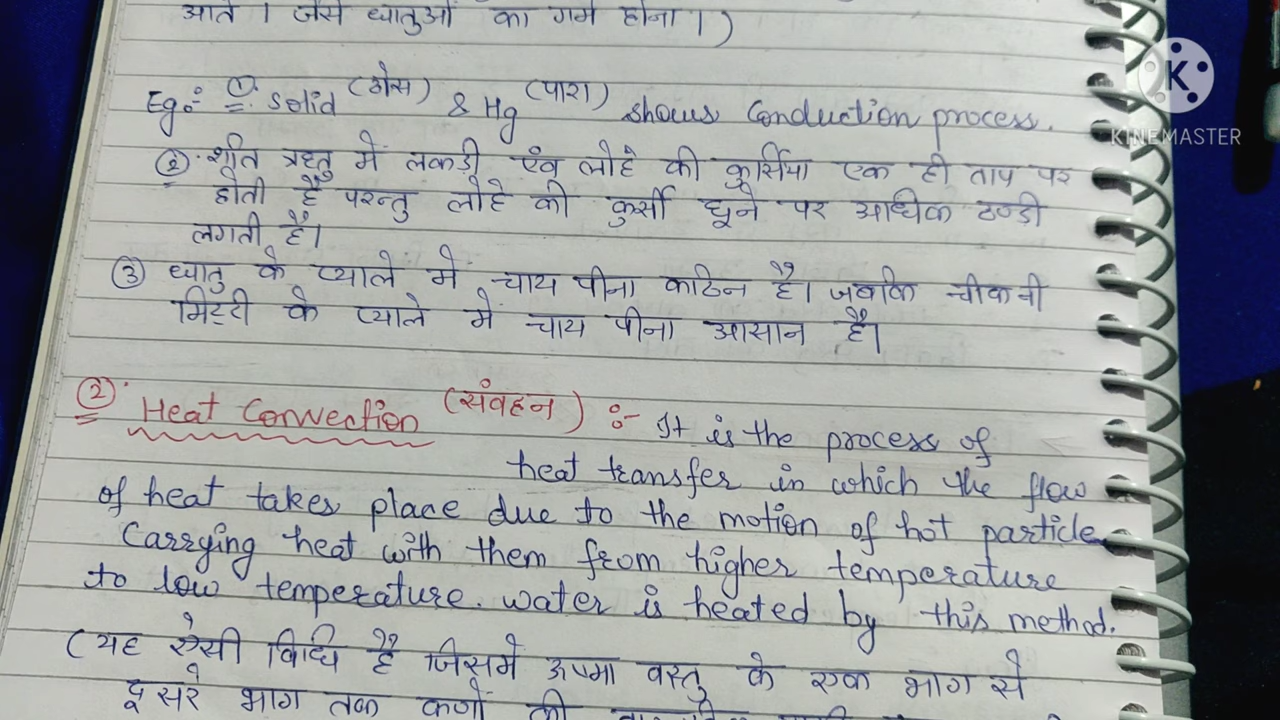 आते । जैसे धातुओं का गर्म होना।)
Eg:- ① Solid (ठोस) & Hg (पारा) shows Conduction process.
② शीत ऋतु में लकड़ी एंव लोहे की कुर्सिया एक ही ताप पर
होती है परन्तु लोहे की कुर्सी छूने पर अधिक ठण्डी
लगती है।
③ धातु के प्याले में चाय पीना कठिन है। जबकि चीकनी
मिट्टी के प्याले में चाय पीना आसान है।
② Heat Convection (संवहन) :- It is the process of
heat transfer in which the flow
of heat takes place due to the motion of hot particle
Carrying heat with them from higher temperature
to low temperature. water is heated by this method.
(यह ऐसी विधि है जिसमें ऊष्मा वस्तु के एक भाग से
दूसरे भाग तक कणों की
K
KINEMASTER